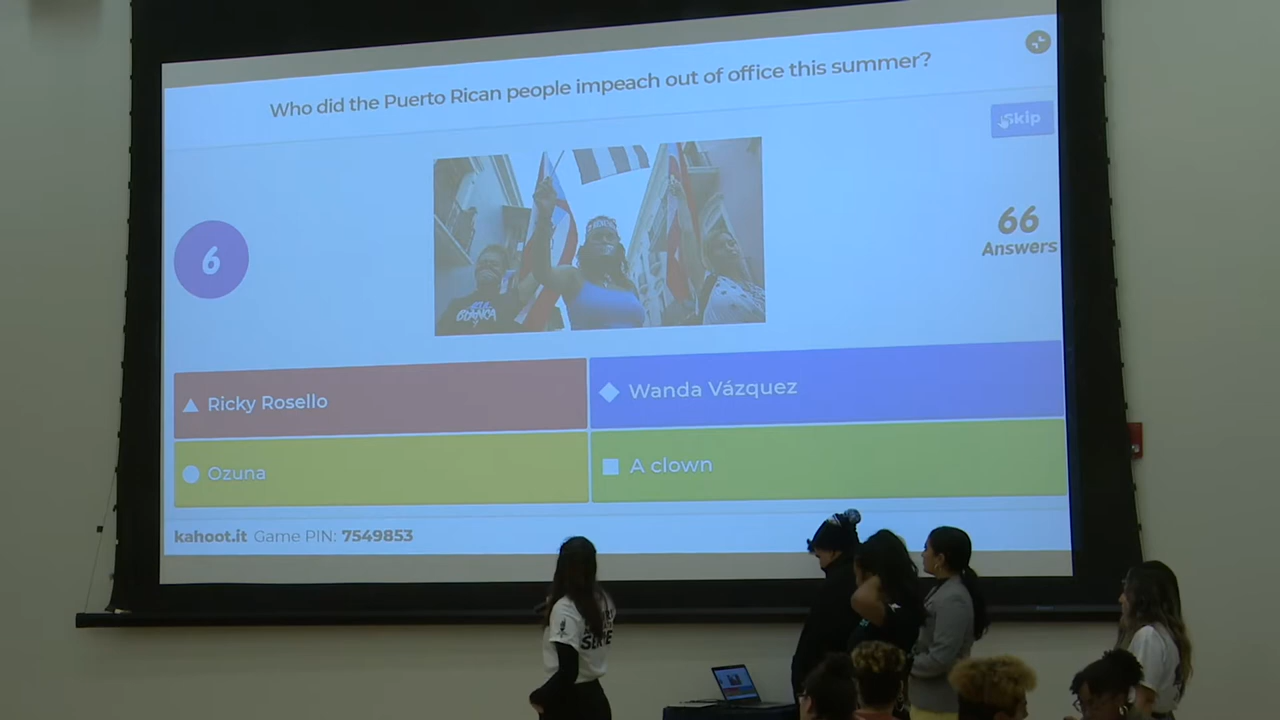 Who did the Puerto Rican people impeach out of office this summer?
Skip
6
66
Answers
Ricky Rosello
Wanda Vázquez
Ozuna
A clown
kahoot.it Game PIN: 7549853